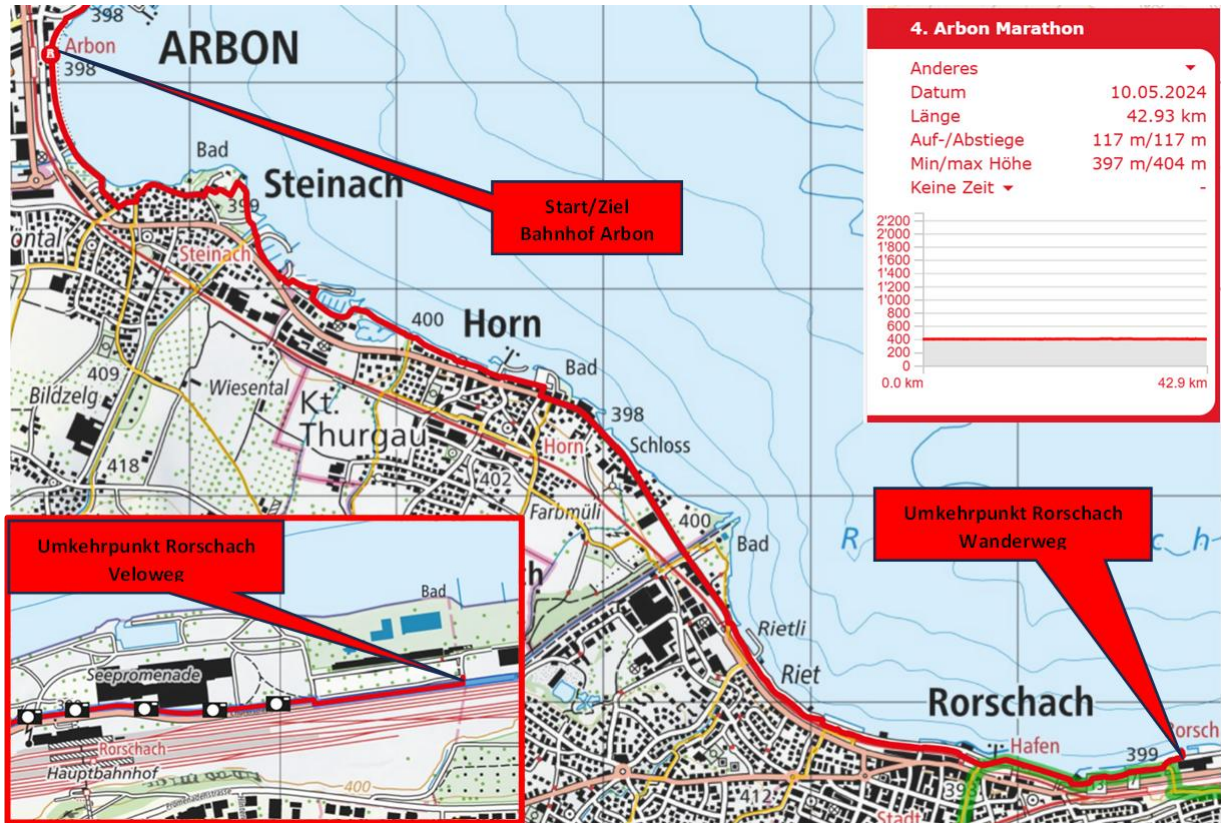 398
Arbon
398
ARBON
Bad
Steinach
399
Steinach
Start/Ziel
Bahnhof Arbon
4. Arbon Marathon
Anderes
Datum 10.05.2024
Länge 42.93 km
Auf-/Abstiege 117 m/117 m
Min/max Höhe 397 m/404 m
Keine Zeit -
2'200
2'000
1'800
1'600
1'400
1'200
1'000
800
600
400
200
0
0.0 km 42.9 km
400
Horn
Bad
409
Bildzelg
Wiesental
Kt.
Thurgau
398
Horn
Schloss
418
402
Farbmüli
400
Bad
Umkehrpunkt Rorschach
Wanderweg
R
c_h
Umkehrpunkt Rorschach
Veloweg
Bad
Seepromenade
Rorschach
Hauptbahnhof
400
Promenadenstrasse
Rietli
Riet
Rorschach
Hafen
399
412
Stadt